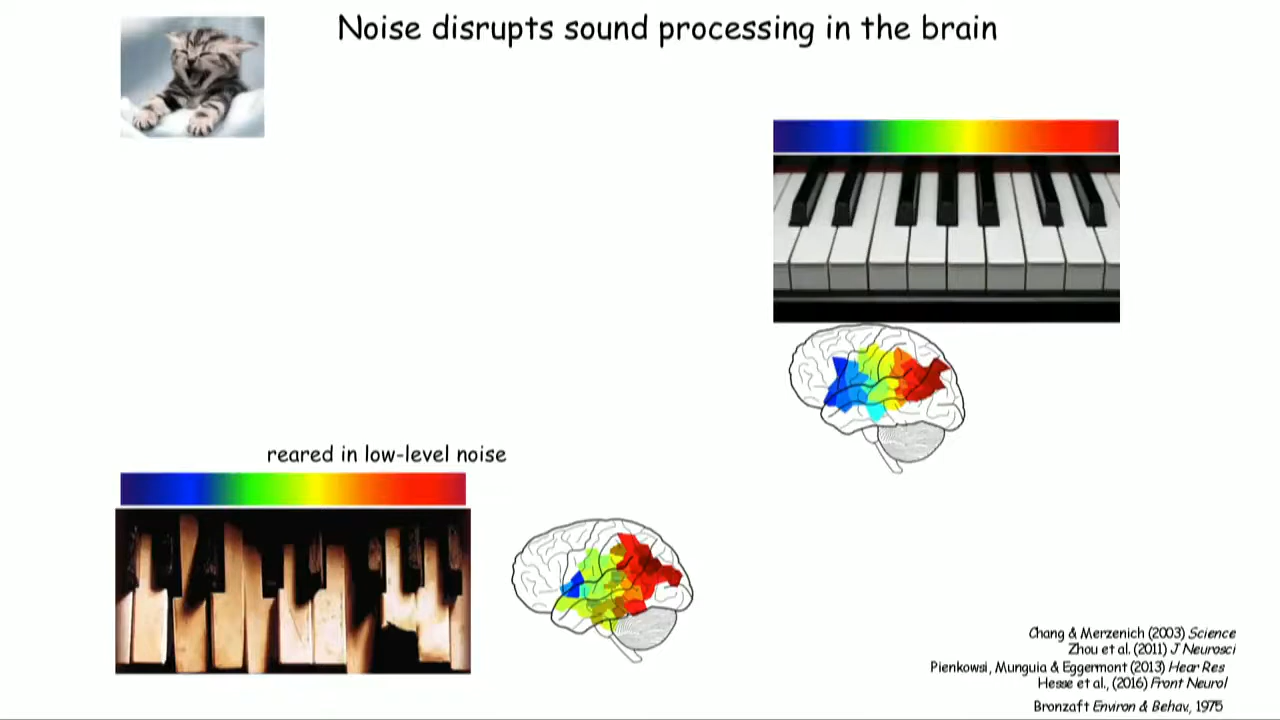 Noise disrupts sound processing in the brain
reared in low-level noise
Chang & Merzenich (2003) Science
Zhou et al. (2011) J Neurosci
Pienkowsi, Munguia & Eggermont (2013) Hear Res
Hesse et al., (2016) Front Neurol
Bronzaft Environ & Behav., 1975